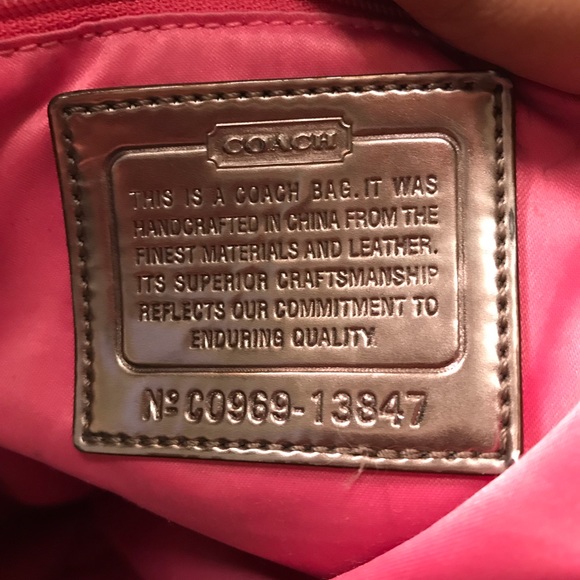 COACH
THIS IS A COACH BAG. IT WAS
HANDCRAFTED IN CHINA FROM THE
FINEST MATERIALS AND LEATHER.
ITS SUPERIOR CRAFTSMANSHIP
REFLECTS OUR COMMITMENT TO
ENDURING QUALITY.
Nº C0969-13847